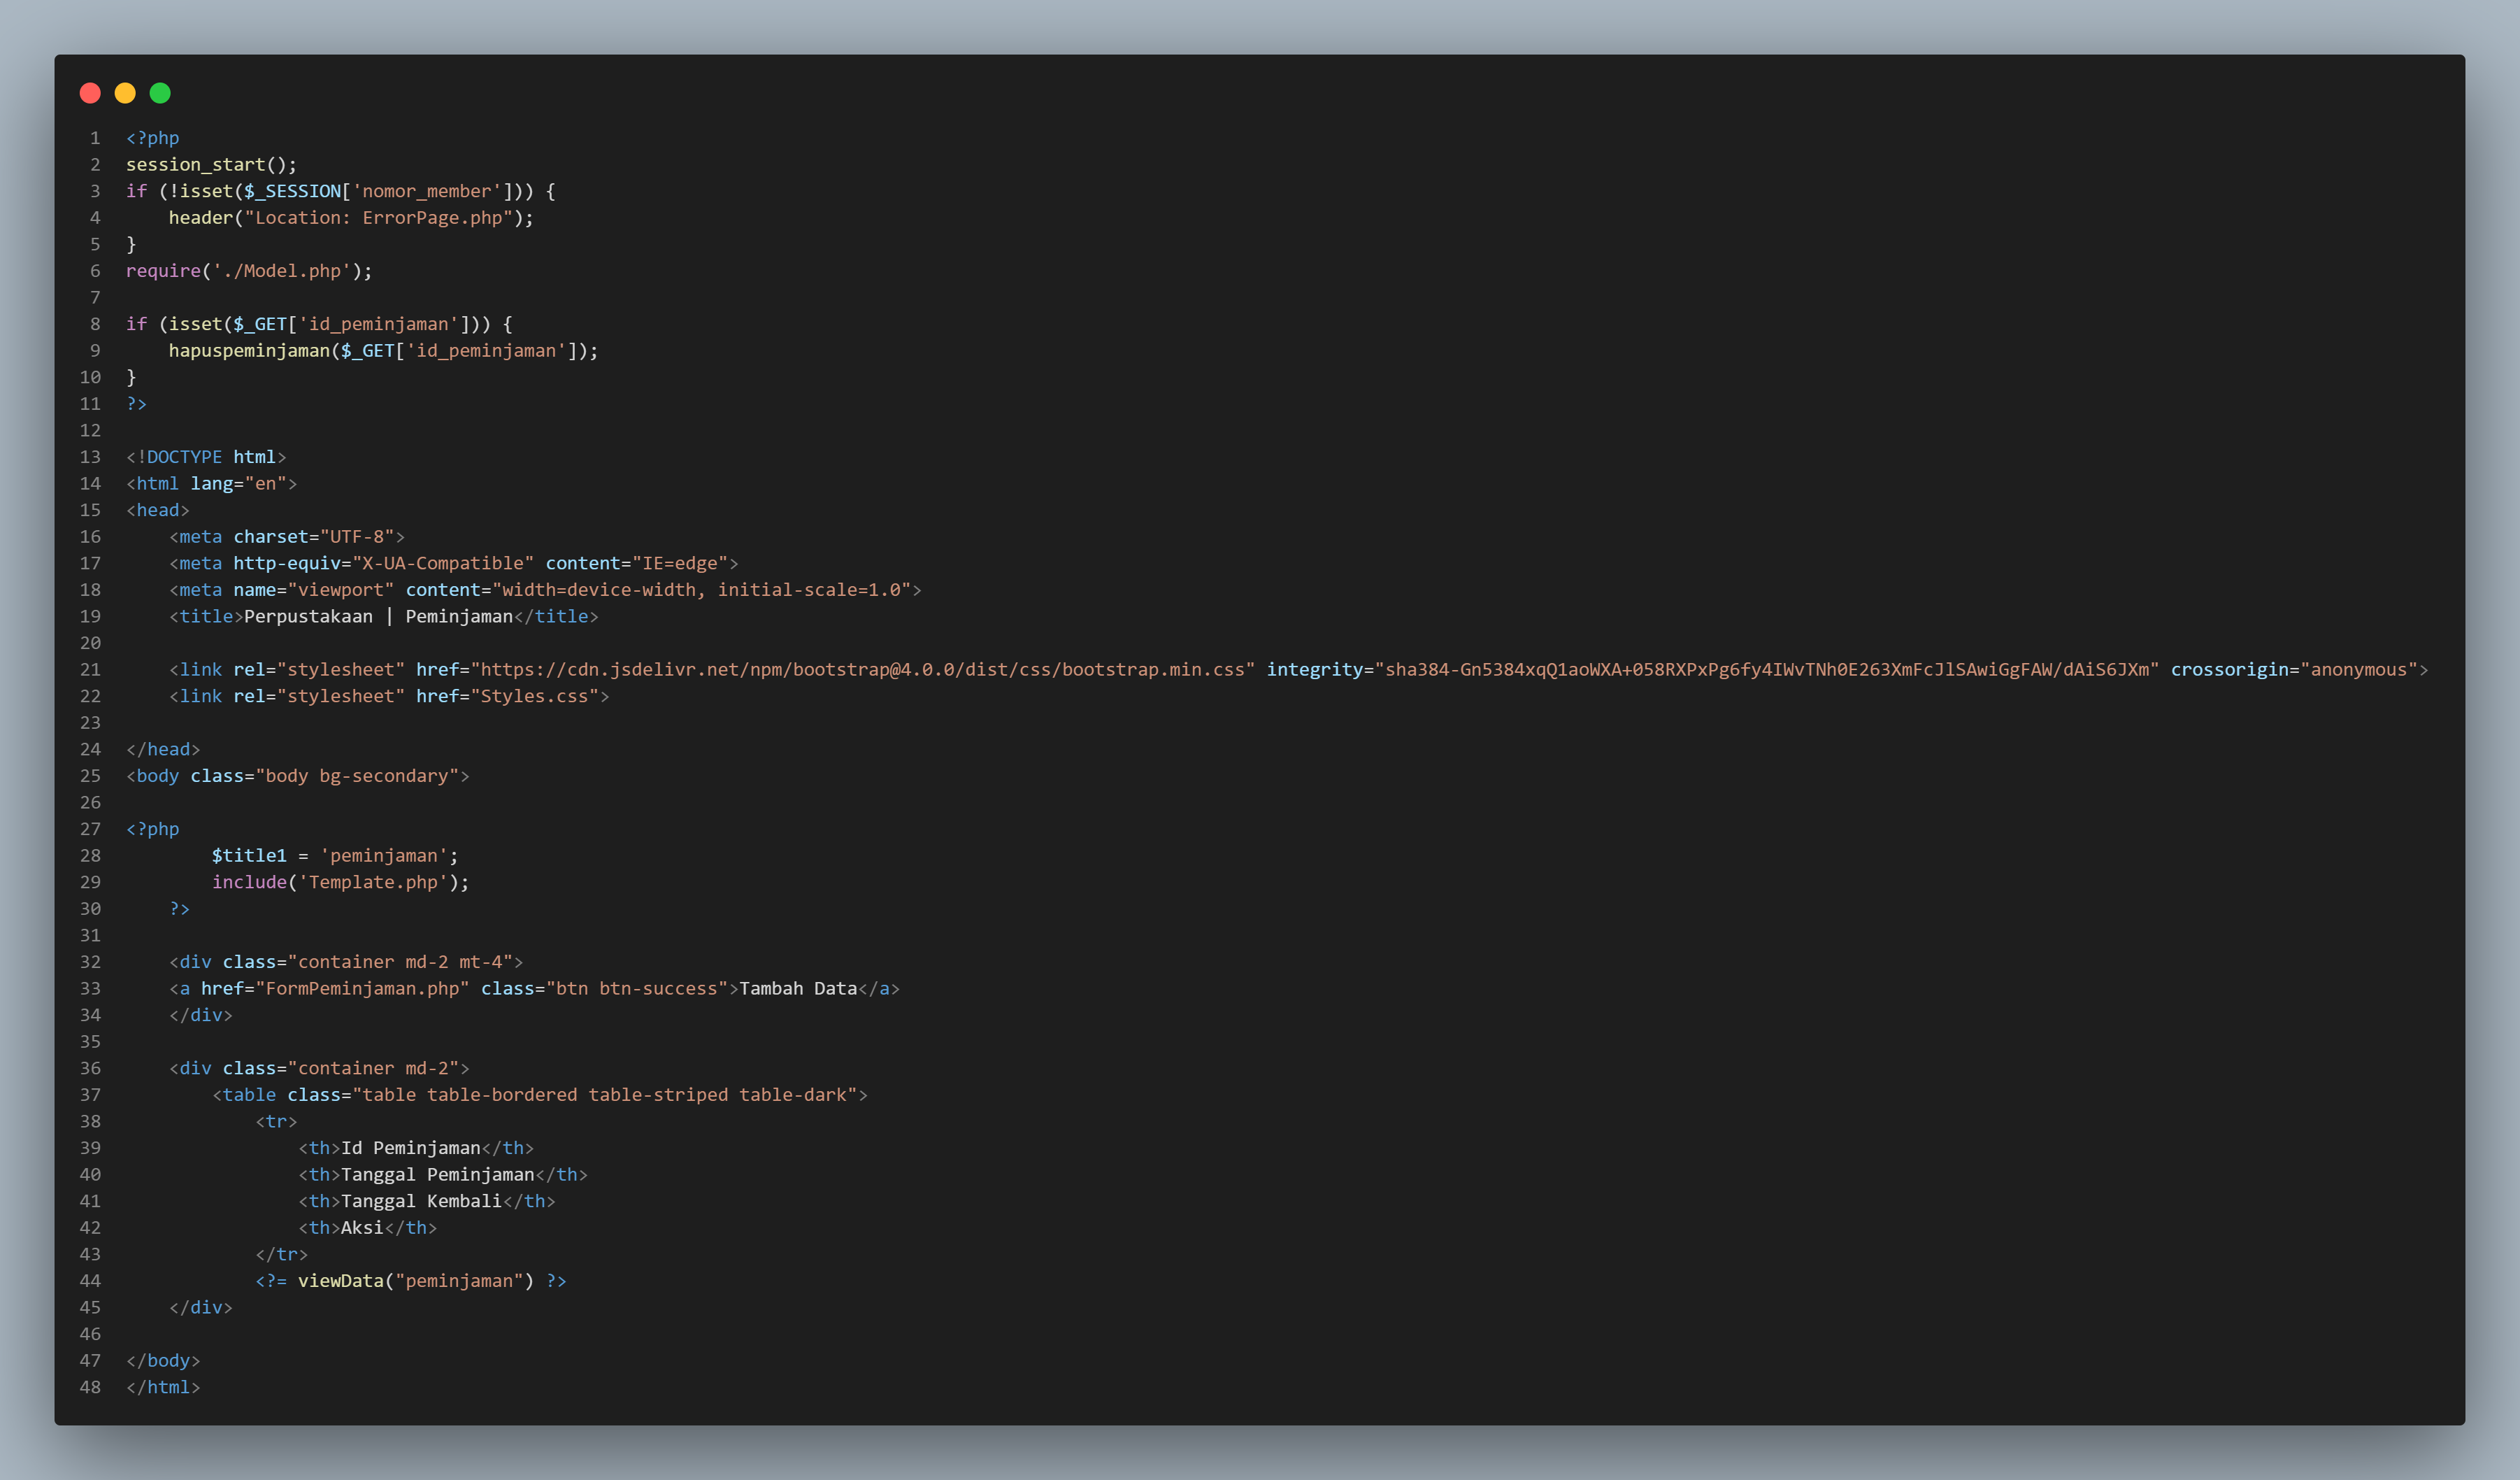 1 <?php
2 session_start();
3 if (!isset($_SESSION['nomor_member'])) {
4     header("Location: ErrorPage.php");
5 }
6 require('./Model.php');
7
8 if (isset($_GET['id_peminjaman'])) {
9     hapuspeminjaman($_GET['id_peminjaman']);
10 }
11 ?>
12
13 <!DOCTYPE html>
14 <html lang="en">
15 <head>
16     <meta charset="UTF-8">
17     <meta http-equiv="X-UA-Compatible" content="IE=edge">
18     <meta name="viewport" content="width=device-width, initial-scale=1.0">
19     <title>Perpustakaan | Peminjaman</title>
20
21     <link rel="stylesheet" href="https://cdn.jsdelivr.net/npm/bootstrap@4.0.0/dist/css/bootstrap.min.css" integrity="sha384-Gn5384xqQ1aoWXA+058RXPxPg6fy4IWvTNh0E263XmFcJlSAwiGgFAW/dAiS6JXm" crossorigin="anonymous">
22     <link rel="stylesheet" href="Styles.css">
23
24 </head>
25 <body class="body bg-secondary">
26
27 <?php
28         $title1 = 'peminjaman';
29         include('Template.php');
30     ?>
31
32     <div class="container md-2 mt-4">
33     <a href="FormPeminjaman.php" class="btn btn-success">Tambah Data</a>
34     </div>
35
36     <div class="container md-2">
37         <table class="table table-bordered table-striped table-dark">
38             <tr>
39                 <th>Id Peminjaman</th>
40                 <th>Tanggal Peminjaman</th>
41                 <th>Tanggal Kembali</th>
42                 <th>Aksi</th>
43             </tr>
44             <?= viewData("peminjaman") ?>
45     </div>
46
47 </body>
48 </html>